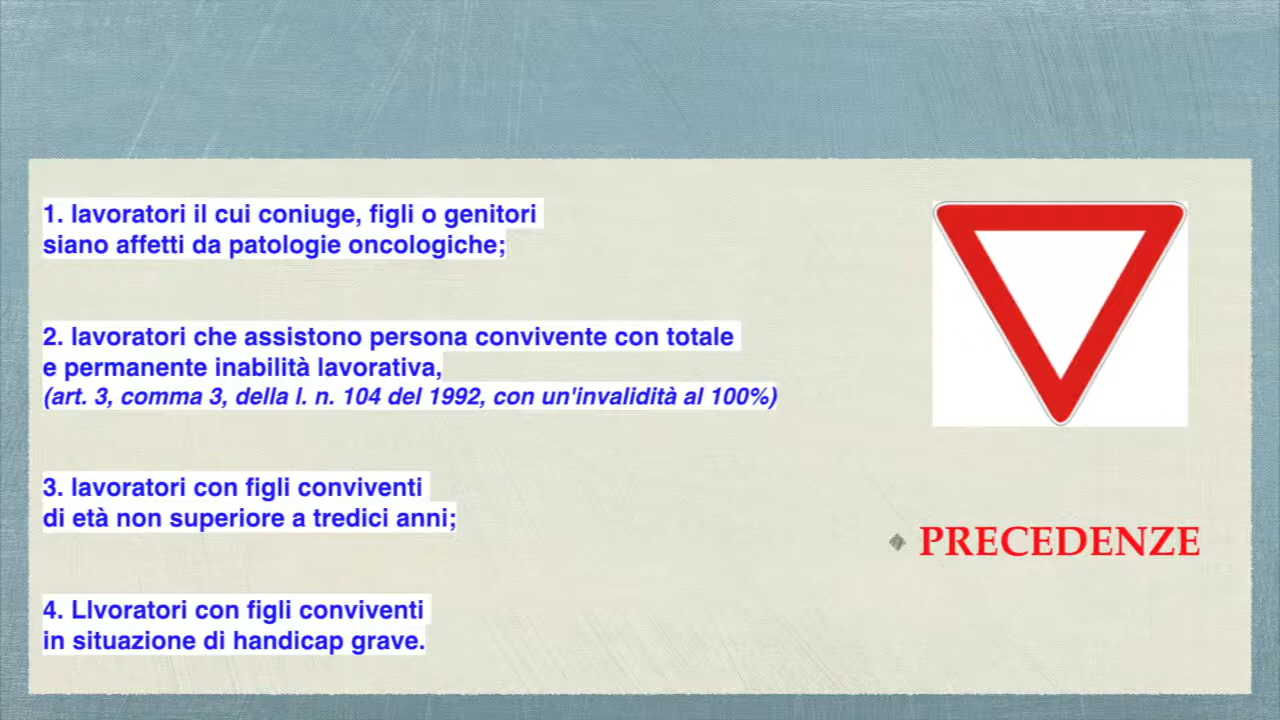 1. lavoratori il cui coniuge, figli o genitori
siano affetti da patologie oncologiche;
2. lavoratori che assistono persona convivente con totale
e permanente inabilità lavorativa,
(art. 3, comma 3, della l. n. 104 del 1992, con un'invalidità al 100%)
3. lavoratori con figli conviventi
di età non superiore a tredici anni;
4. LIvoratori con figli conviventi
in situazione di handicap grave.
PRECEDENZE